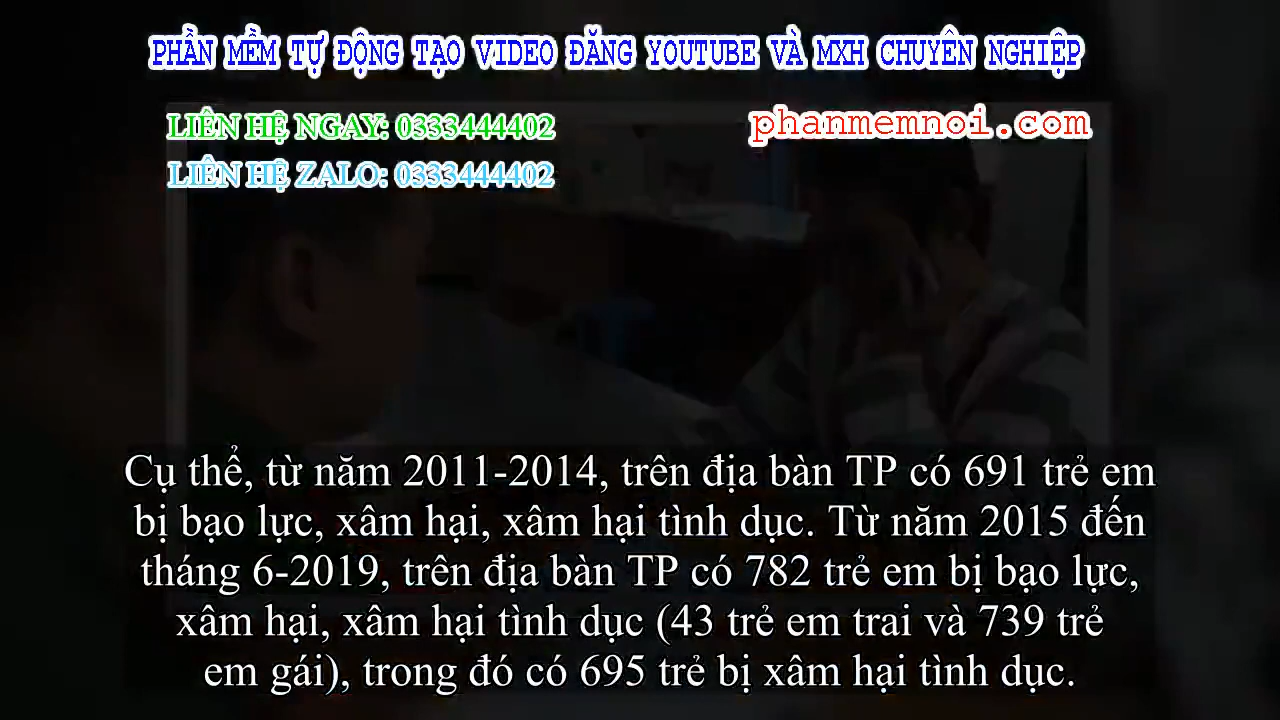 PHẦN MỀM TỰ ĐỘNG TẠO VIDEO ĐĂNG YOUTUBE VÀ MXH CHUYÊN NGHIỆP
LIÊN HỆ NGAY: 0333444402
phanmemnoi.com
LIÊN HỆ ZALO: 0333444402
Cụ thể, từ năm 2011-2014, trên địa bàn TP có 691 trẻ em
bị bạo lực, xâm hại, xâm hại tình dục. Từ năm 2015 đến
tháng 6-2019, trên địa bàn TP có 782 trẻ em bị bạo lực,
xâm hại, xâm hại tình dục (43 trẻ em trai và 739 trẻ
em gái), trong đó có 695 trẻ bị xâm hại tình dục.